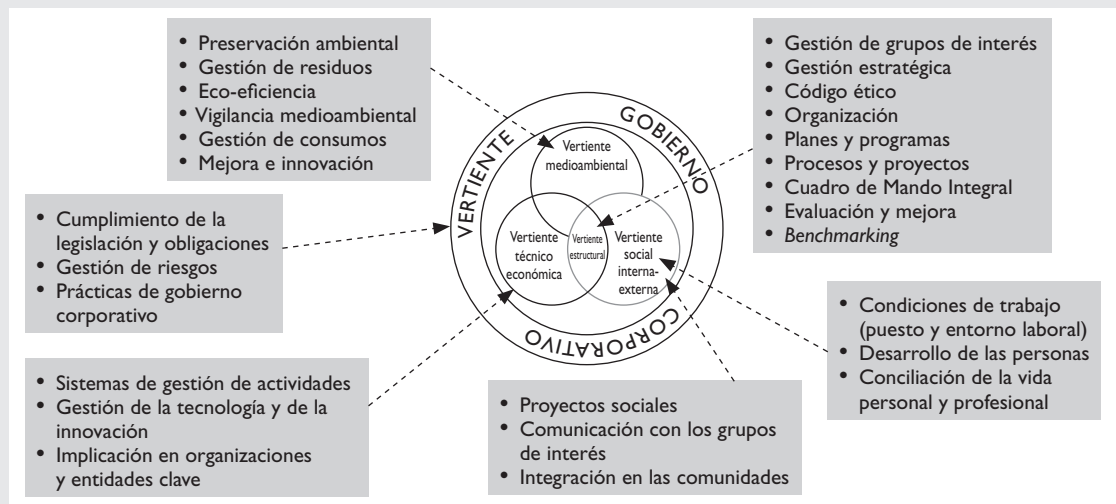 • Preservación ambiental
• Gestión de residuos
• Eco-eficiencia
• Vigilancia medioambiental
• Gestión de consumos
• Mejora e innovación
• Gestión de grupos de interés
• Gestión estratégica
• Código ético
• Organización
• Planes y programas
• Procesos y proyectos
• Cuadro de Mando Integral
• Evaluación y mejora
• Benchmarking
VERTIENTE
GOBIERNO
CORPORATIVO
Vertiente
medioambiental
Vertiente
técnico
económica
Vertiente
estructural
Vertiente
social
interna-
externa
• Cumplimiento de la
legislación y obligaciones
• Gestión de riesgos
• Prácticas de gobierno
corporativo
• Condiciones de trabajo
(puesto y entorno laboral)
• Desarrollo de las personas
• Conciliación de la vida
personal y profesional
• Sistemas de gestión de actividades
• Gestión de la tecnología y de la
innovación
• Implicación en organizaciones
y entidades clave
• Proyectos sociales
• Comunicación con los grupos
de interés
• Integración en las comunidades